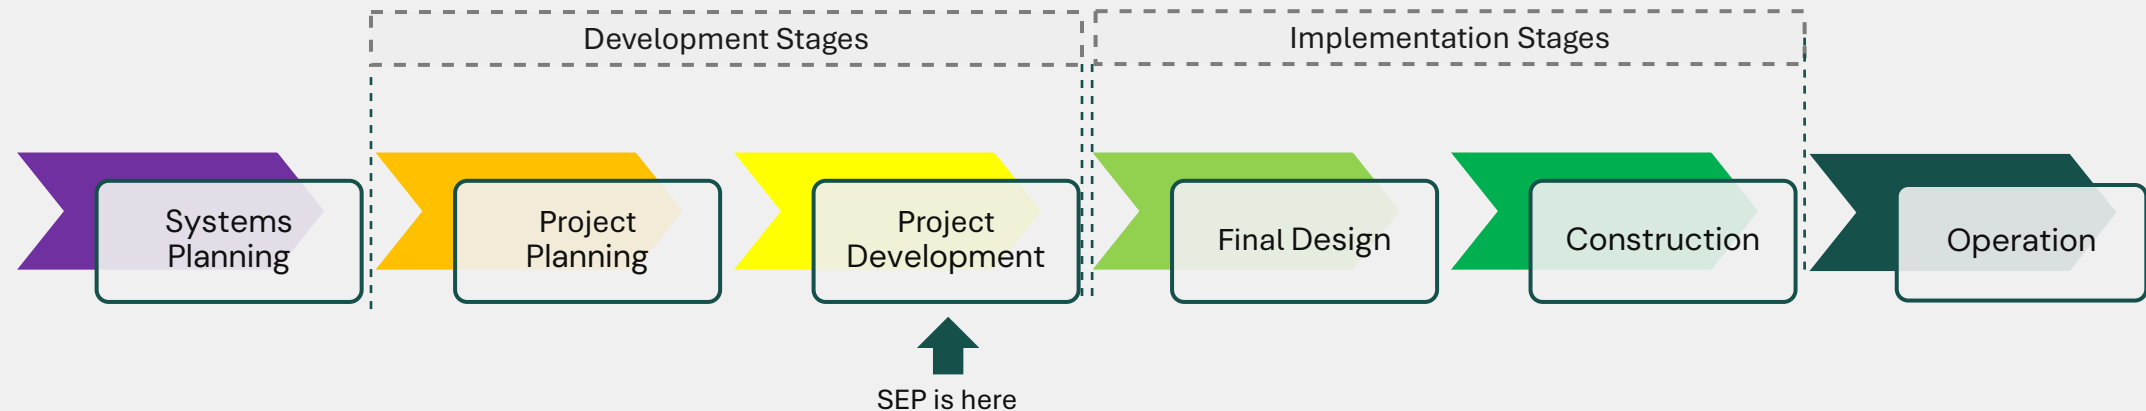 Development Stages
Implementation Stages
Systems
Planning
Project
Planning
Project
Development
Final Design
Construction
Operation
SEP is here